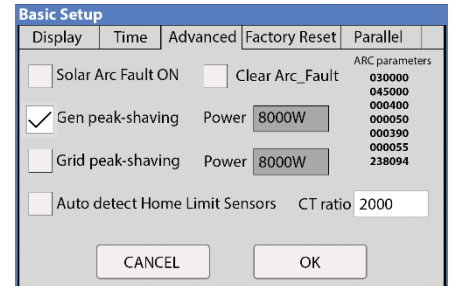 Basic Setup
Display Time Advanced Factory Reset Parallel
Solar Arc Fault ON Clear Arc_Fault
Gen peak-shaving Power 8000W
Grid peak-shaving Power 8000W
Auto detect Home Limit Sensors CT ratio 2000
ARC parameters
030000
045000
000400
000050
000390
000055
238094
CANCEL OK